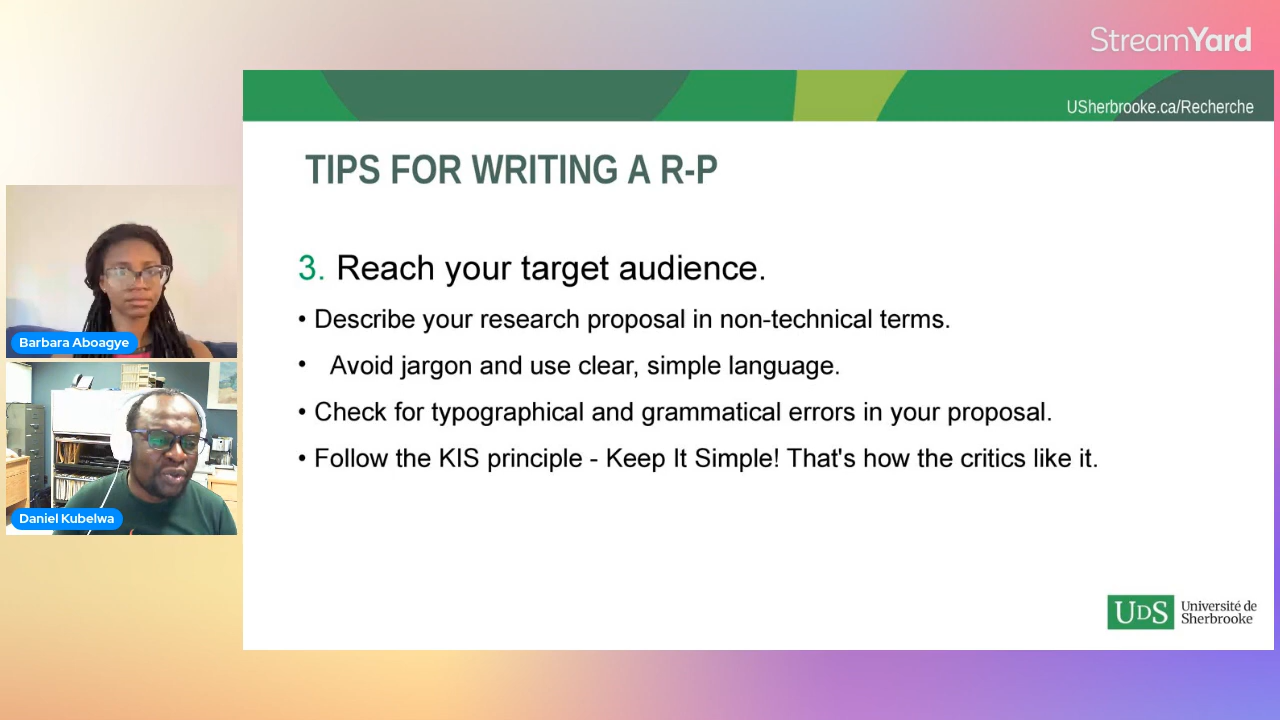 StreamYard
USherbrooke.ca/Recherche
TIPS FOR WRITING A R-P
3. Reach your target audience.
• Describe your research proposal in non-technical terms.
• Avoid jargon and use clear, simple language.
• Check for typographical and grammatical errors in your proposal.
• Follow the KIS principle - Keep It Simple! That's how the critics like it.
Barbara Aboagye
Daniel Kubelwa
UDS Université de
Sherbrooke